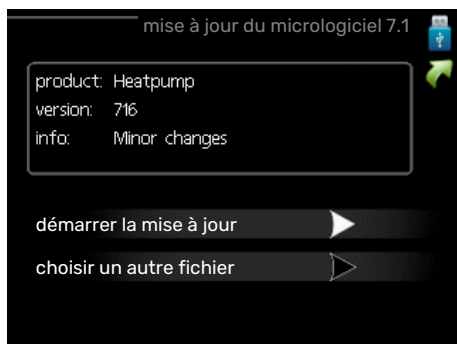 mise à jour du micrologiciel 7.1
product: Heatpump
version: 716
info: Minor changes
démarrer la mise à jour
choisir un autre fichier